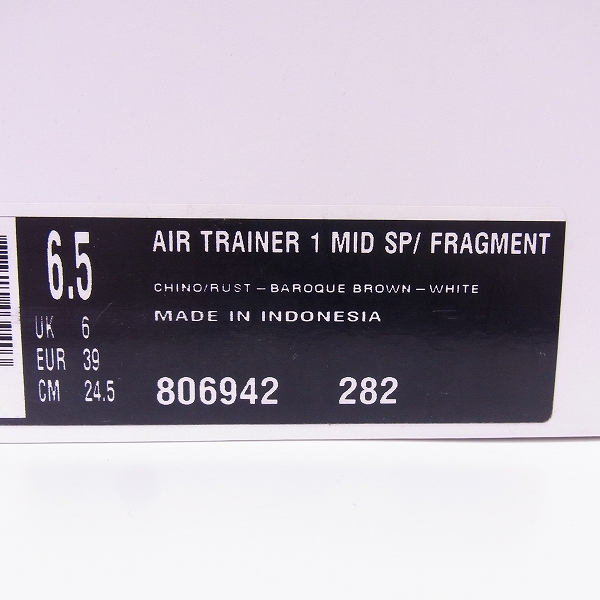 6.5
UK 6
EUR 39
CM 24.5
AIR TRAINER 1 MID SP/ FRAGMENT
CHINO/RUST-BAROQUE BROWN-WHITE
MADE IN INDONESIA
806942 282